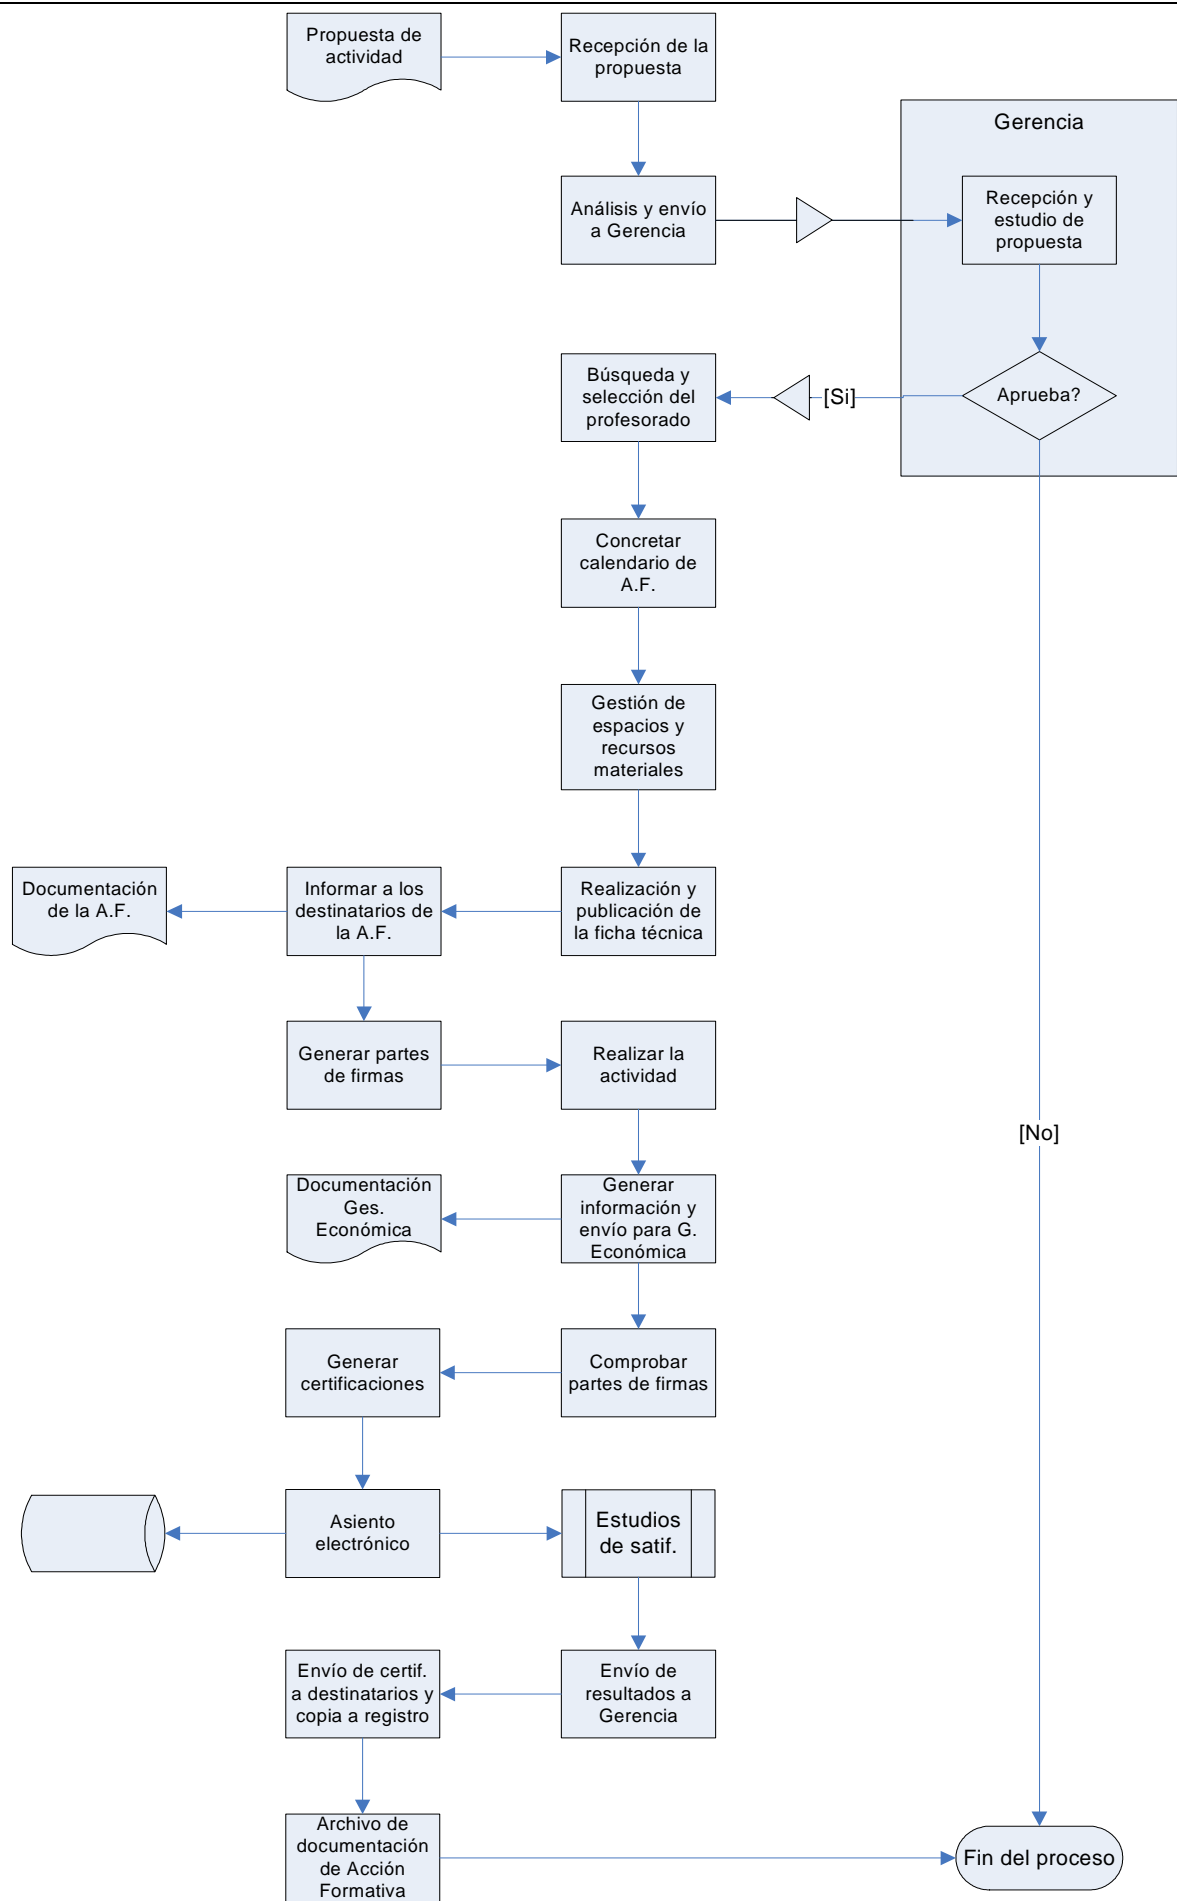 Propuesta de
actividad
Recepción de la
propuesta
Gerencia
Análisis y envío
a Gerencia
Recepción y
estudio de
propuesta
Búsqueda y
selección del
profesorado
[Si]
Aprueba?
Concretar
calendario de
A.F.
Gestión de
espacios y
recursos
materiales
Documentación
de la A.F.
Informar a los
destinatarios de
la A.F.
Realización y
publicación de
la ficha técnica
Generar partes
de firmas
Realizar la
actividad
[No]
Documentación
Ges.
Económica
Generar
información y
envío para G.
Económica
Generar
certificaciones
Comprobar
partes de firmas
Asiento
electrónico
Estudios
de satif.
Envío de certif.
a destinatarios y
copia a registro
Envío de
resultados a
Gerencia
Archivo de
documentación
de Acción
Formativa
Fin del proceso